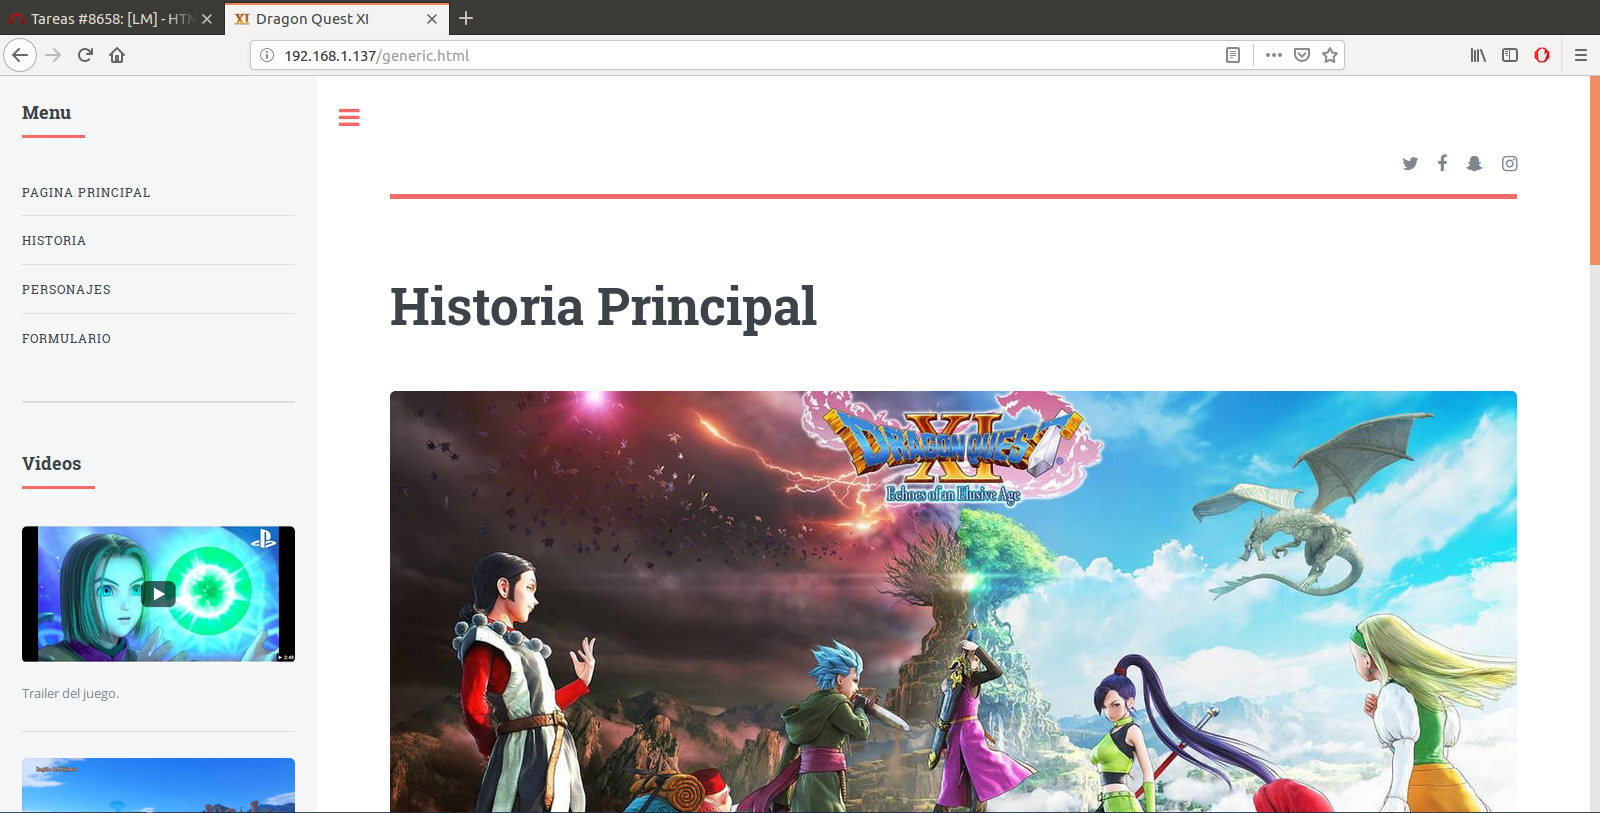 Tareas #8658: [LM] - HTM
Dragon Quest XI
192.168.1.137/generic.html
Menu
PAGINA PRINCIPAL
HISTORIA
PERSONAJES
FORMULARIO
Videos
2:49
Trailer del juego.
Historia Principal
DRAGON QUEST
XI
Echoes of an Elusive Age